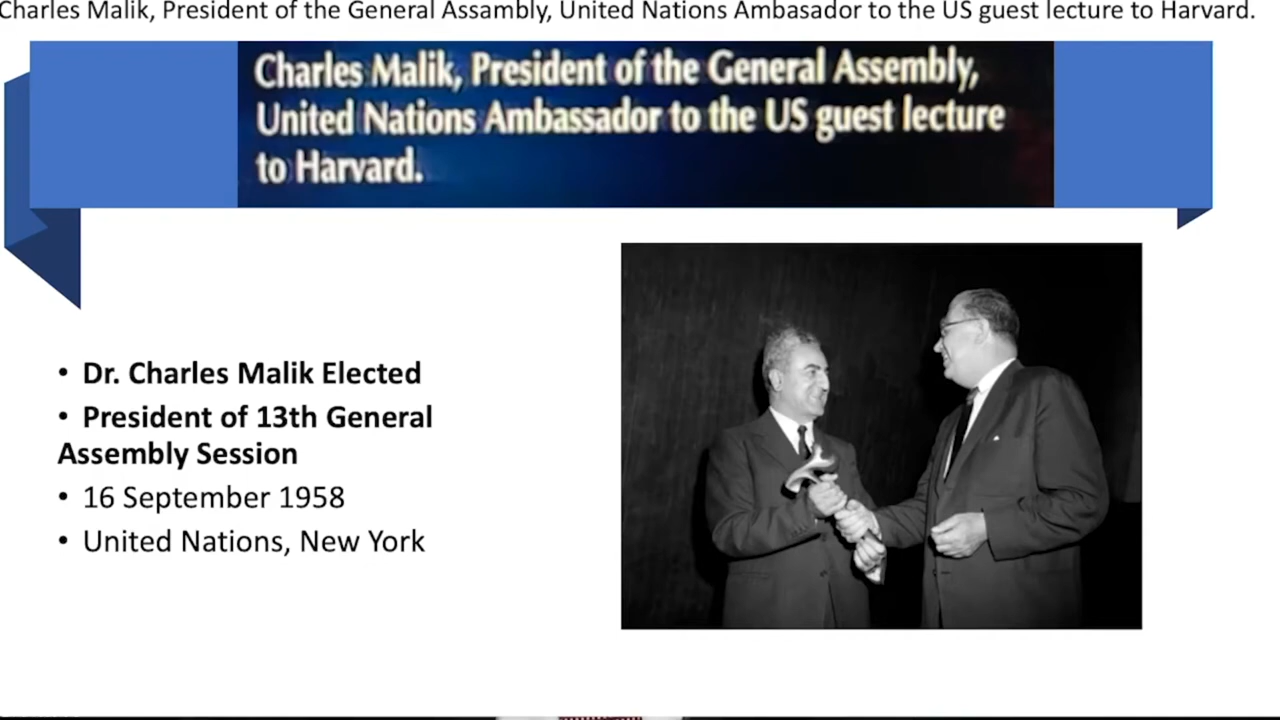 Charles Malik, President of the General Assambly, United Nations Ambasador to the US guest lecture to Harvard.
Charles Malik, President of the General Assembly,
United Nations Ambassador to the US guest lecture
to Harvard.
• Dr. Charles Malik Elected
• President of 13th General
Assembly Session
• 16 September 1958
• United Nations, New York